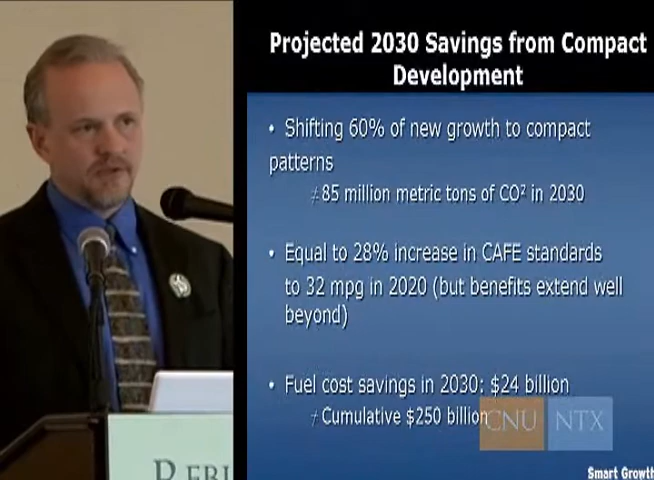 Projected 2030 Savings from Compact
Development
• Shifting 60% of new growth to compact
patterns
≠ 85 million metric tons of CO² in 2030
• Equal to 28% increase in CAFE standards
to 32 mpg in 2020 (but benefits extend well
beyond)
• Fuel cost savings in 2030: $24 billion
≠ Cumulative $250 billion
CNU NTX
Smart Growth